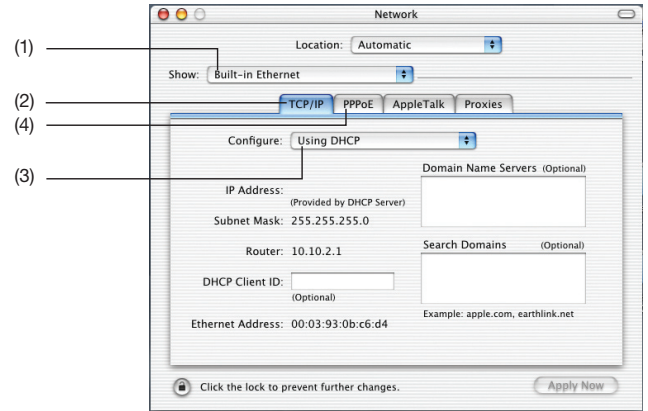 Network
Location: Automatic
(1)
Show: Built-in Ethernet
(2)
TCP/IP PPPoE AppleTalk Proxies
(4)
Configure: Using DHCP
(3)
Domain Name Servers (Optional)
IP Address:
(Provided by DHCP Server)
Subnet Mask: 255.255.255.0
Router: 10.10.2.1
Search Domains (Optional)
DHCP Client ID:
(Optional)
Example: apple.com, earthlink.net
Ethernet Address: 00:03:93:0b:c6:d4
Click the lock to prevent further changes.
Apply Now